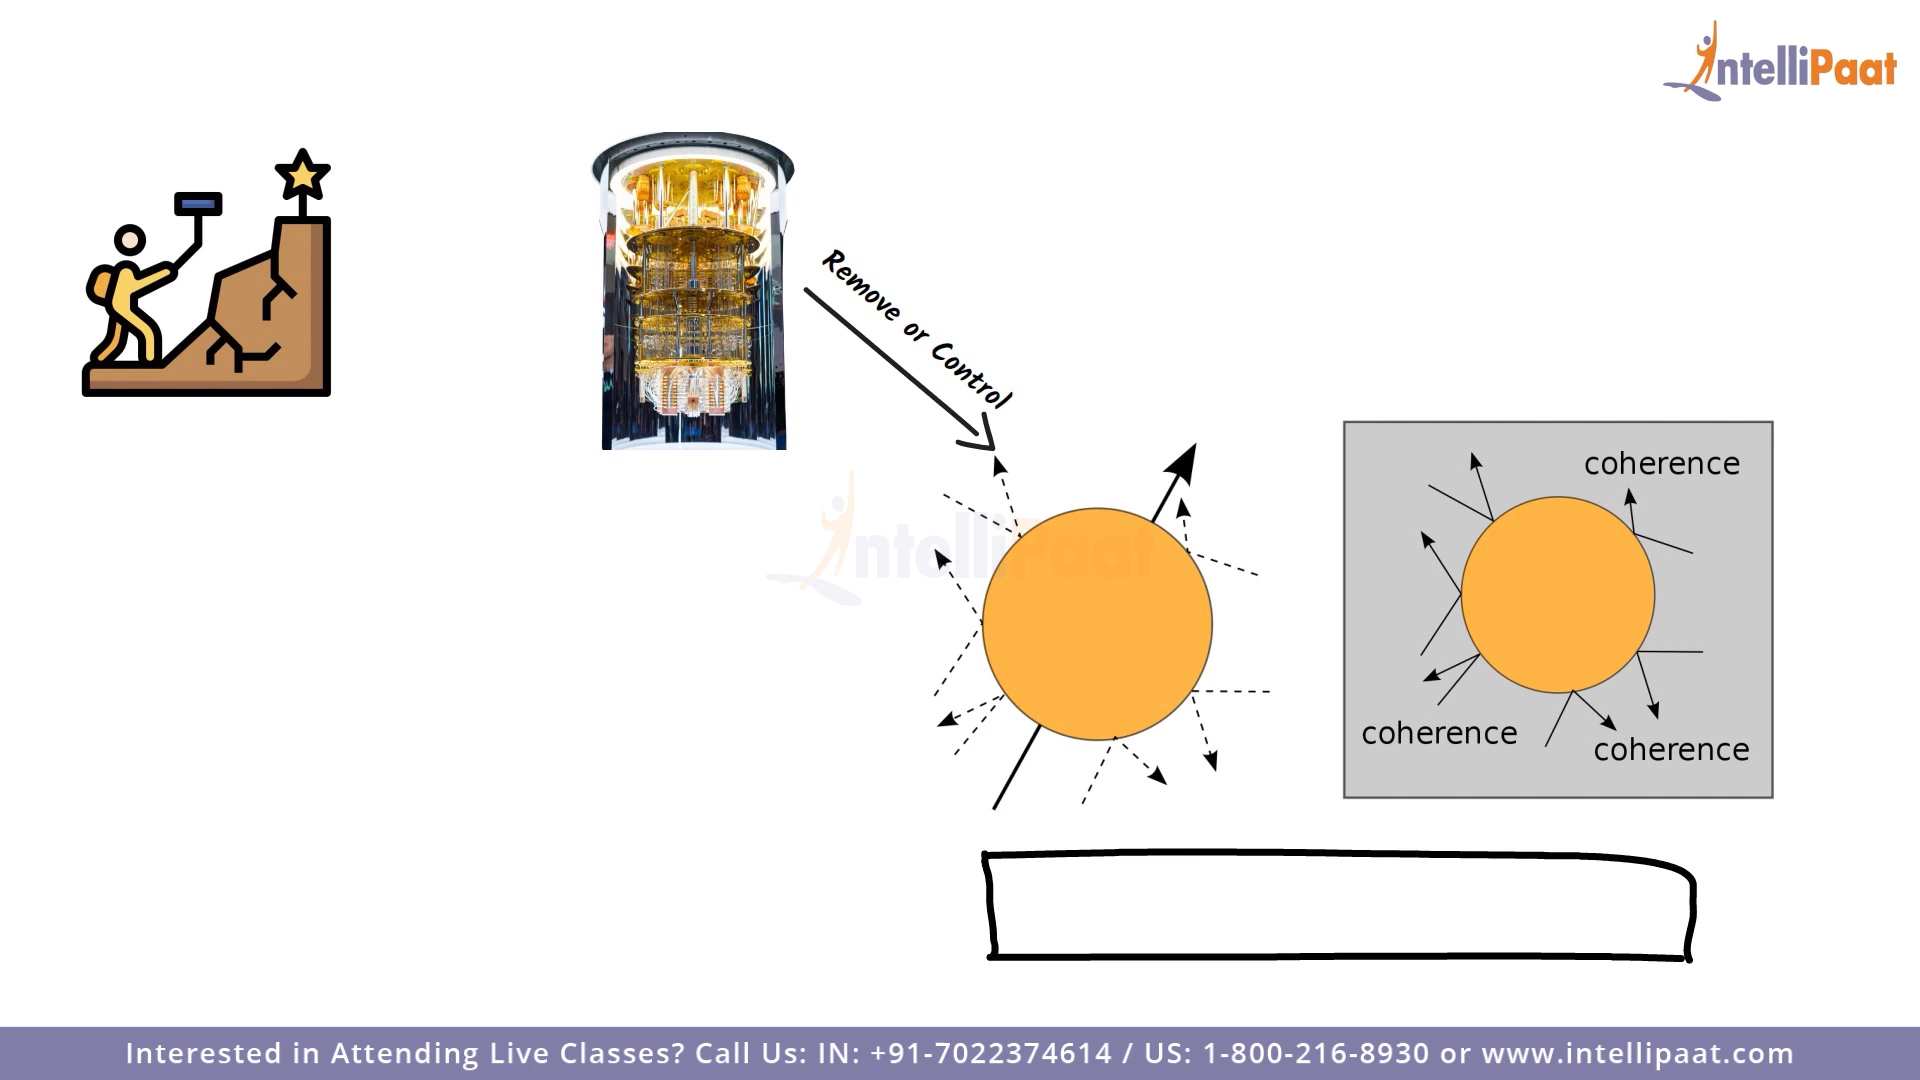 IntelliPaat
Remove or Control
coherence
IntelliPaat
coherence
coherence
Interested in Attending Live Classes? Call Us: IN: +91-7022374614 / US: 1-800-216-8930 or www.intellipaat.com